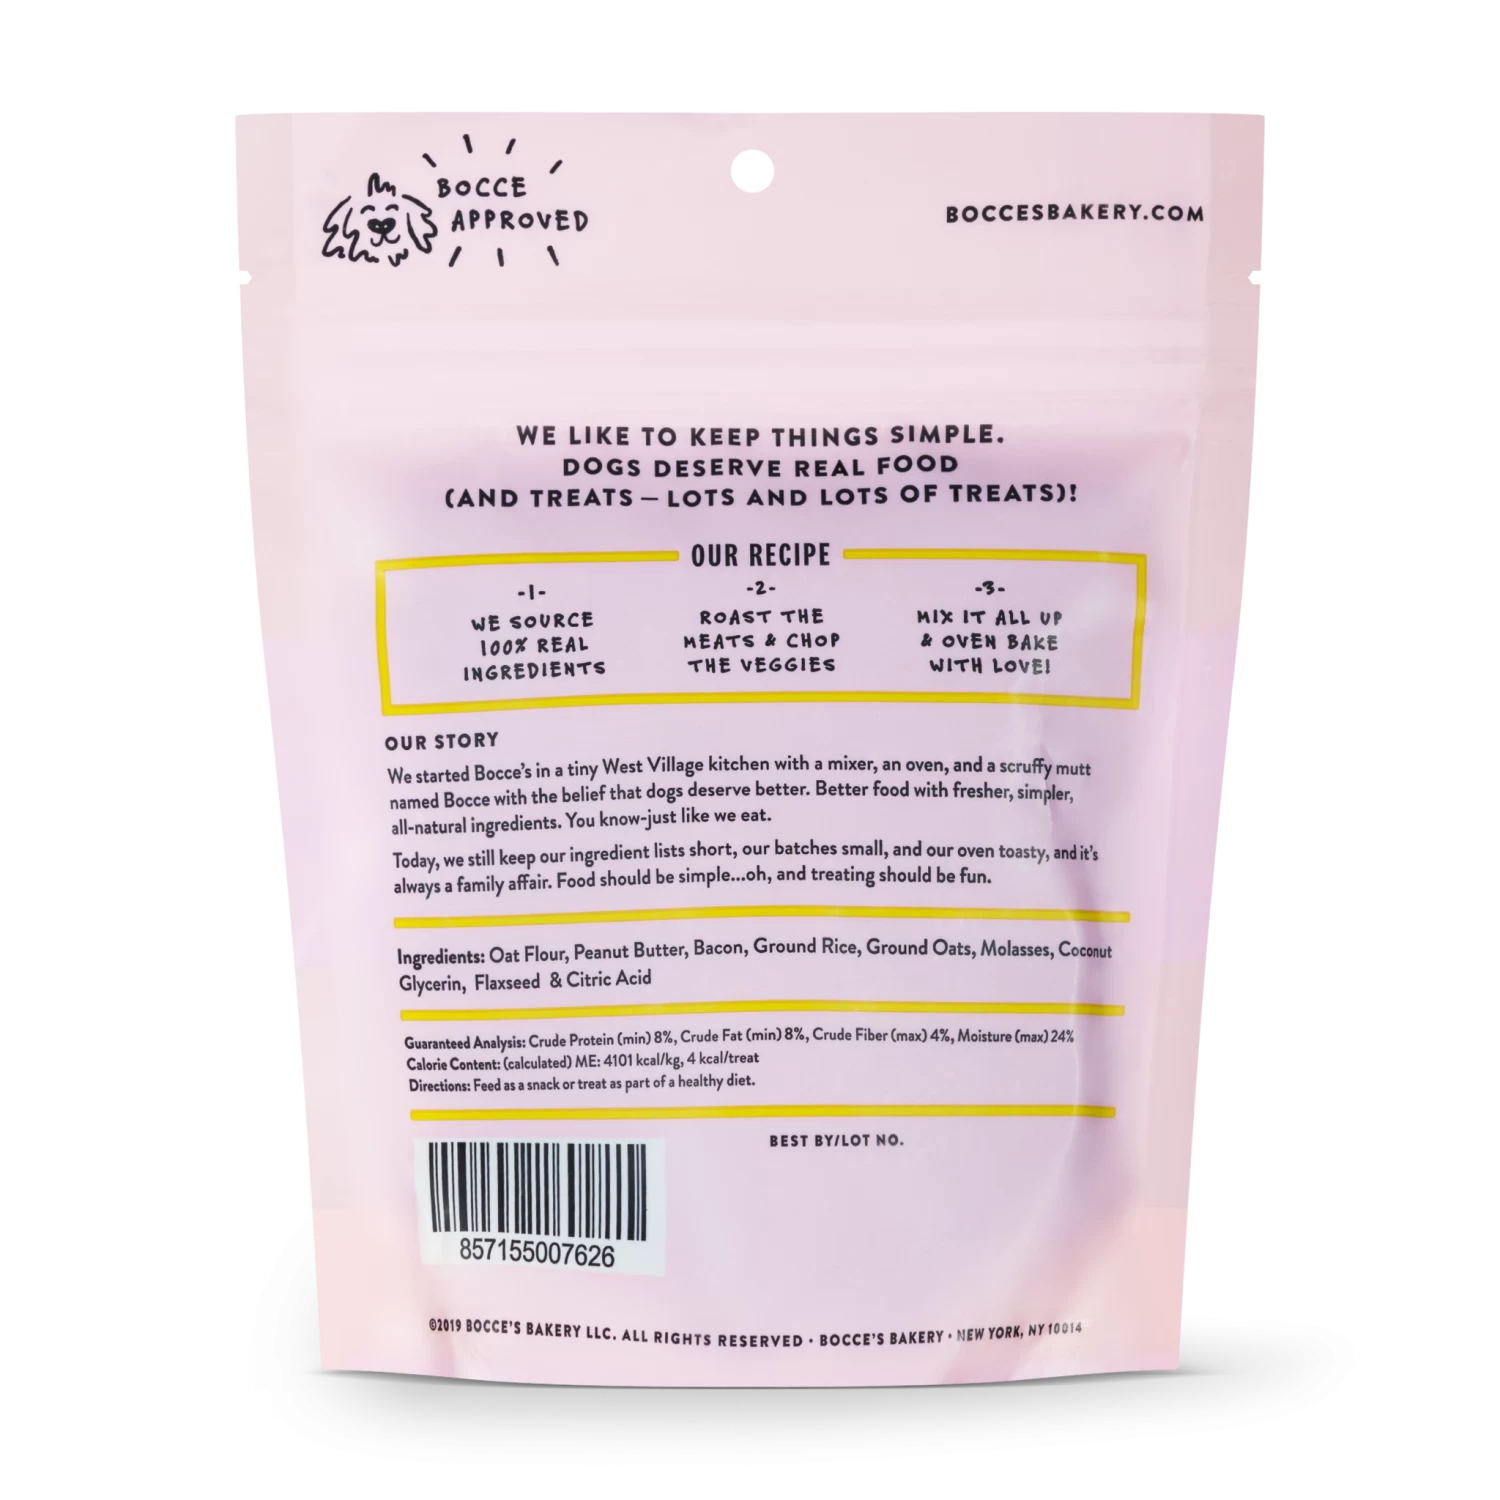 BOCCE
APPROVED
BOCCESBAKERY.COM
WE LIKE TO KEEP THINGS SIMPLE.
DOGS DESERVE REAL FOOD
(AND TREATS — LOTS AND LOTS OF TREATS)!
OUR RECIPE
-1-
WE SOURCE
100% REAL
INGREDIENTS
-2-
ROAST THE
MEATS & CHOP
THE VEGGIES
-3-
MIX IT ALL UP
& OVEN BAKE
WITH LOVE!
OUR STORY
We started Bocce's in a tiny West Village kitchen with a mixer, an oven, and a scruffy mutt
named Bocce with the belief that dogs deserve better. Better food with fresher, simpler,
all-natural ingredients. You know-just like we eat.
Today, we still keep our ingredient lists short, our batches small, and our oven toasty, and it's
always a family affair. Food should be simple...oh, and treating should be fun.
Ingredients: Oat Flour, Peanut Butter, Bacon, Ground Rice, Ground Oats, Molasses, Coconut
Glycerin, Flaxseed & Citric Acid
Guaranteed Analysis: Crude Protein (min) 8%, Crude Fat (min) 8%, Crude Fiber (max) 4%, Moisture (max) 24%
Calorie Content: (calculated) ME: 4101 kcal/kg, 4 kcal/treat
Directions: Feed as a snack or treat as part of a healthy diet.
BEST BY/LOT NO.
857155007626
©2019 BOCCE'S BAKERY LLC. ALL RIGHTS RESERVED · BOCCE'S BAKERY · NEW YORK, NY 10014